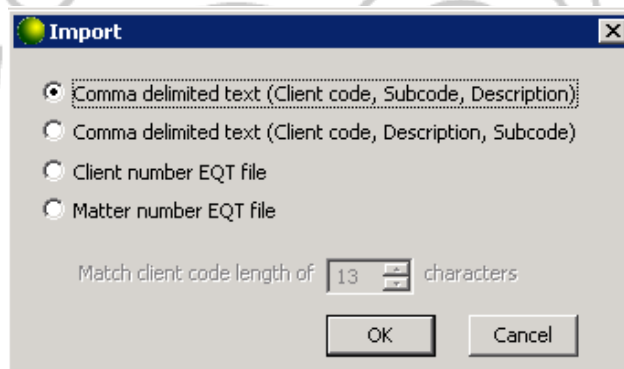 Import
Comma delimited text (Client code, Subcode, Description)
Comma delimited text (Client code, Description, Subcode)
Client number EQT file
Matter number EQT file
Match client code length of 13 characters
OK Cancel